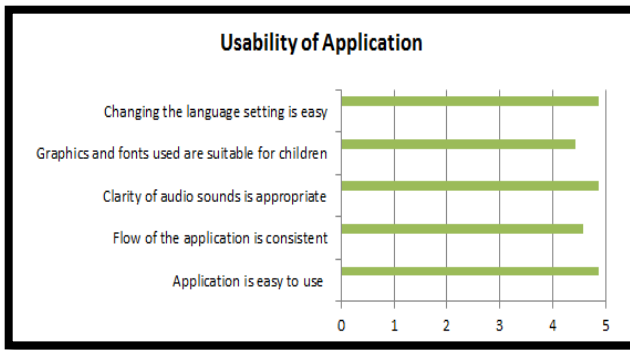 Usability of Application
Changing the language setting is easy
Graphics and fonts used are suitable for children
Clarity of audio sounds is appropriate
Flow of the application is consistent
Application is easy to use
0 1 2 3 4 5